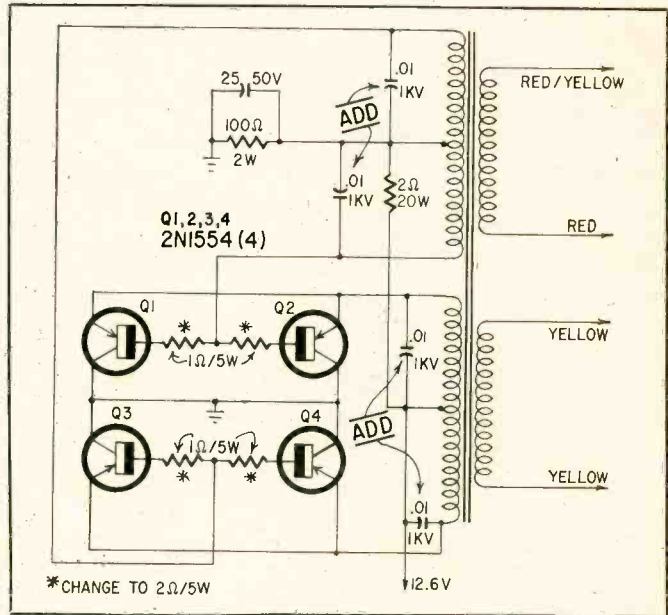 25 50V
.01
1KV
ADD
100Ω
2W
RED/YELLOW
.01
1KV
2Ω
20W
Q1,2,3,4
2N1554 (4)
RED
Q1
*
*
Q2
1Ω/5W
.01
1KV
YELLOW
Q3
1Ω/5W
Q4
ADD
*
*
.01
1KV
YELLOW
*CHANGE TO 2Ω/5W
12.6V